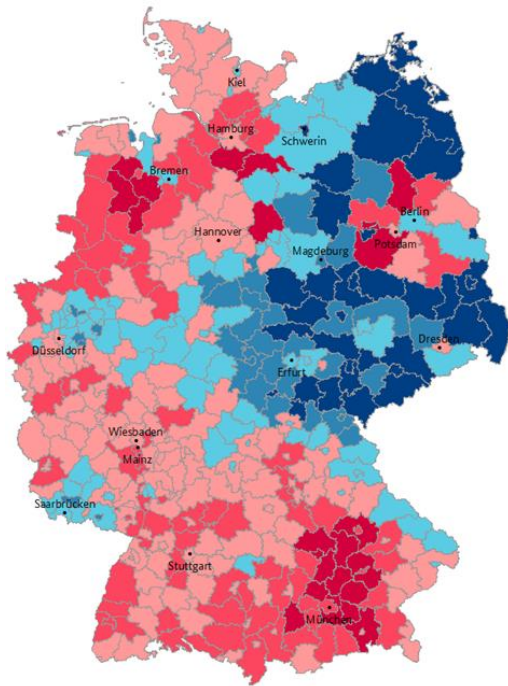 Kiel
Schwerin
Hamburg
Bremen
Berlin
Hannover
Potsdam
Magdeburg
Düsseldorf
Dresden
Erfurt
Wiesbaden
Mainz
Saarbrücken
Stuttgart
München